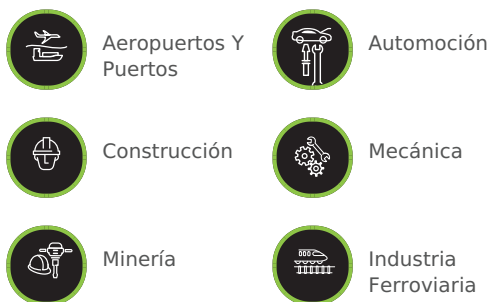 Aeropuertos Y
Puertos
Automoción
Construcción
Mecánica
Minería
Industria
Ferroviaria